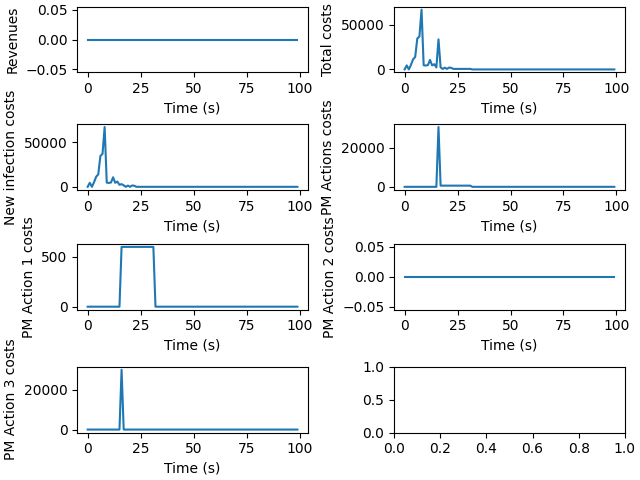 Revenues
0.05
0.00
−0.05
0 25 50 75 100
Time (s)
Total costs
50000
0
0 25 50 75 100
Time (s)
New infection costs
50000
0
0 25 50 75 100
Time (s)
PM Actions costs
20000
0
0 25 50 75 100
Time (s)
PM Action 1 costs
500
0
0 25 50 75 100
Time (s)
PM Action 2 costs
0.05
0.00
−0.05
0 25 50 75 100
Time (s)
PM Action 3 costs
20000
0
0 25 50 75 100
Time (s)
1.0
0.5
0.0
0.0 0.2 0.4 0.6 0.8 1.0